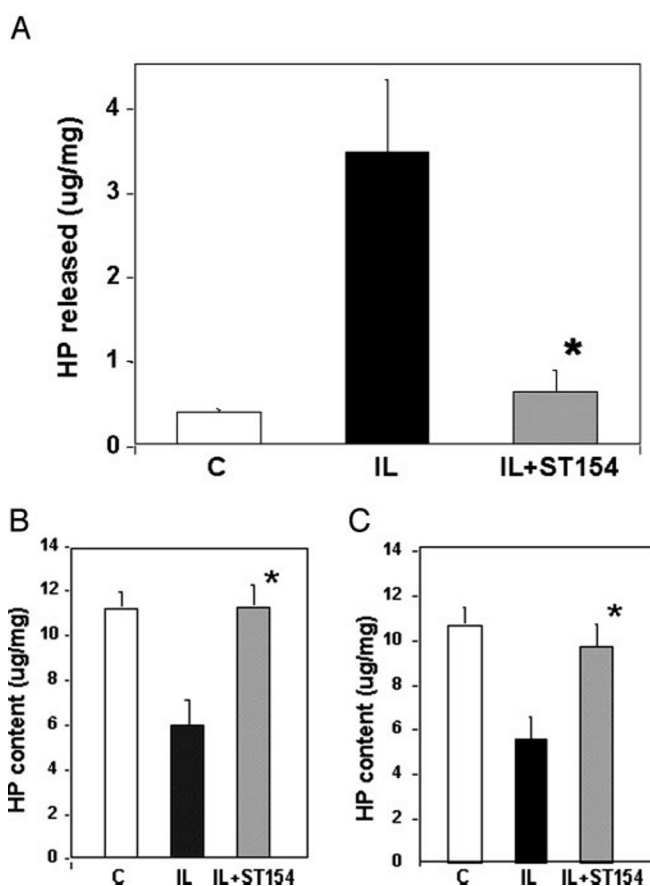 A
HP released (ug/mg)
4
3
2
1
0
C IL IL+ST154
*
B
HP content (ug/mg)
14
12
10
8
6
4
2
0
C IL IL+ST154
*
C
HP content (ug/mg)
14
12
10
8
6
4
2
0
C IL IL+ST154
*